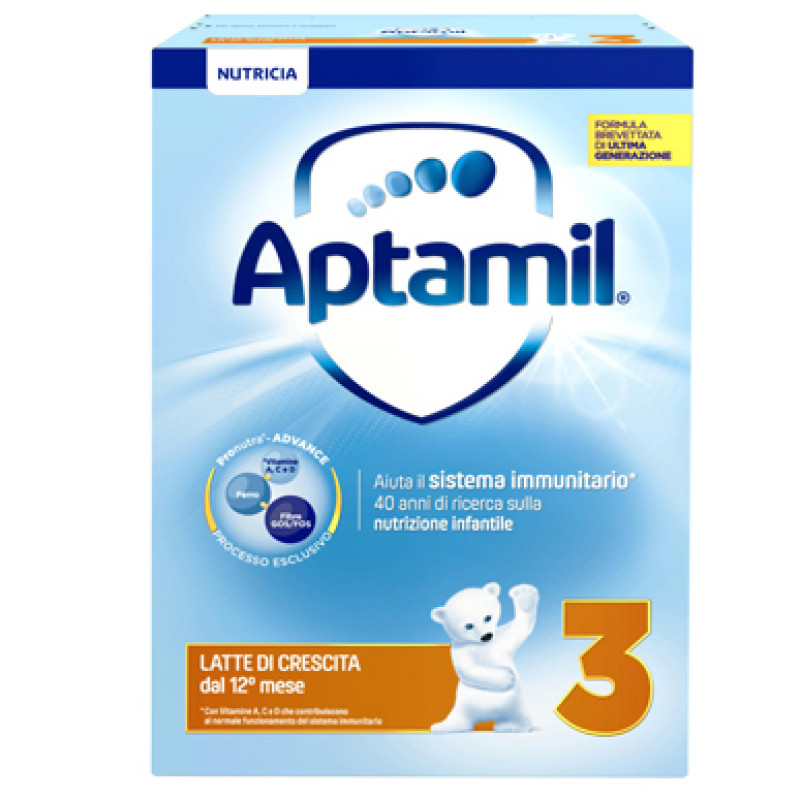 3
NUTRICIA
FORMULA
BREVETTATA
DI ULTIMA
GENERAZIONE
Aptamil®
Pronutra®-ADVANCE
Vitamine
A, C e D
Ferro
Fibre
GOS/FOS
PROCESSO ESCLUSIVO
Aiuta il sistema immunitario*
40 anni di ricerca sulla
nutrizione infantile
3
LATTE DI CRESCITA
dal 12° mese
*Con Vitamine A, C e D che contribuiscono
al normale funzionamento del sistema immunitario